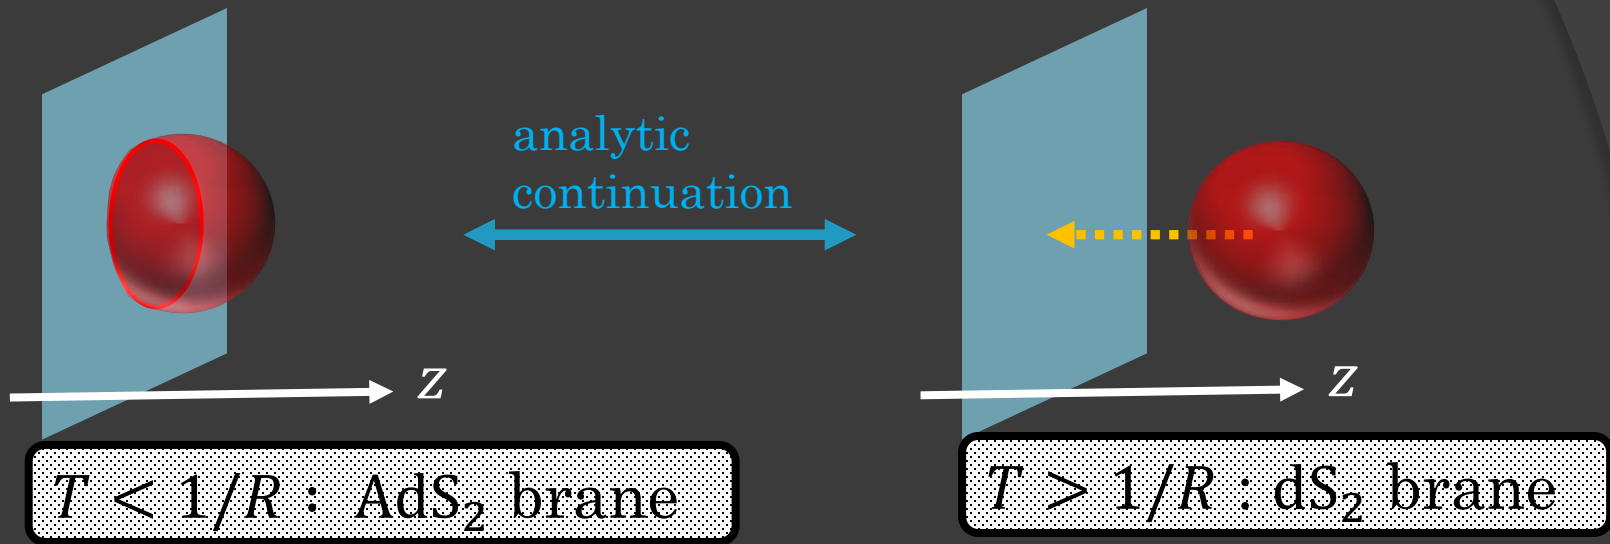 analytic
continuation
z
z
T < 1/R : AdS₂ brane
T > 1/R : dS₂ brane